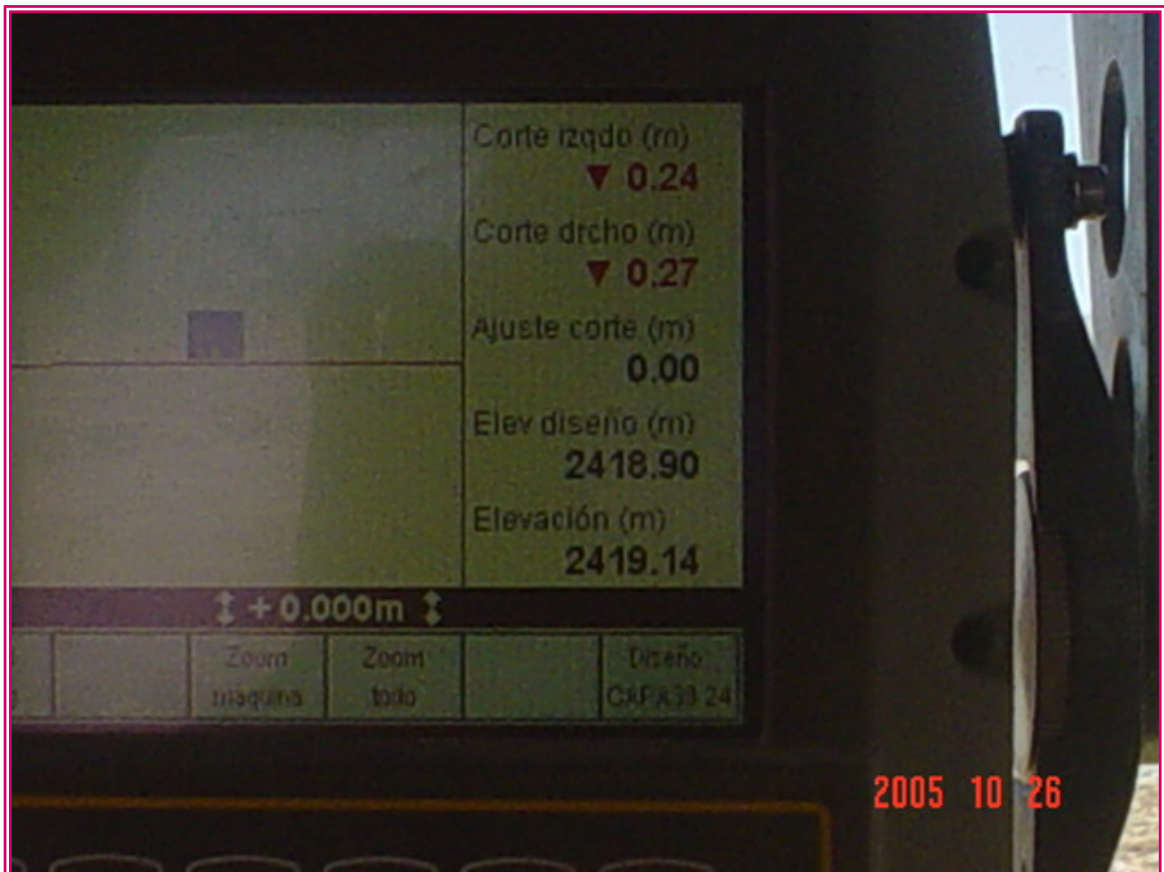 Corte izqdo (m)
▼ 0.24
Corte drcho (m)
▼ 0.27
Ajuste corte (m)
0.00
Elev diseño (m)
2418.90
Elevación (m)
2419.14
+ 0.000m
Zoom
máquina
Zoom
todo
Diseño
2005 10 26